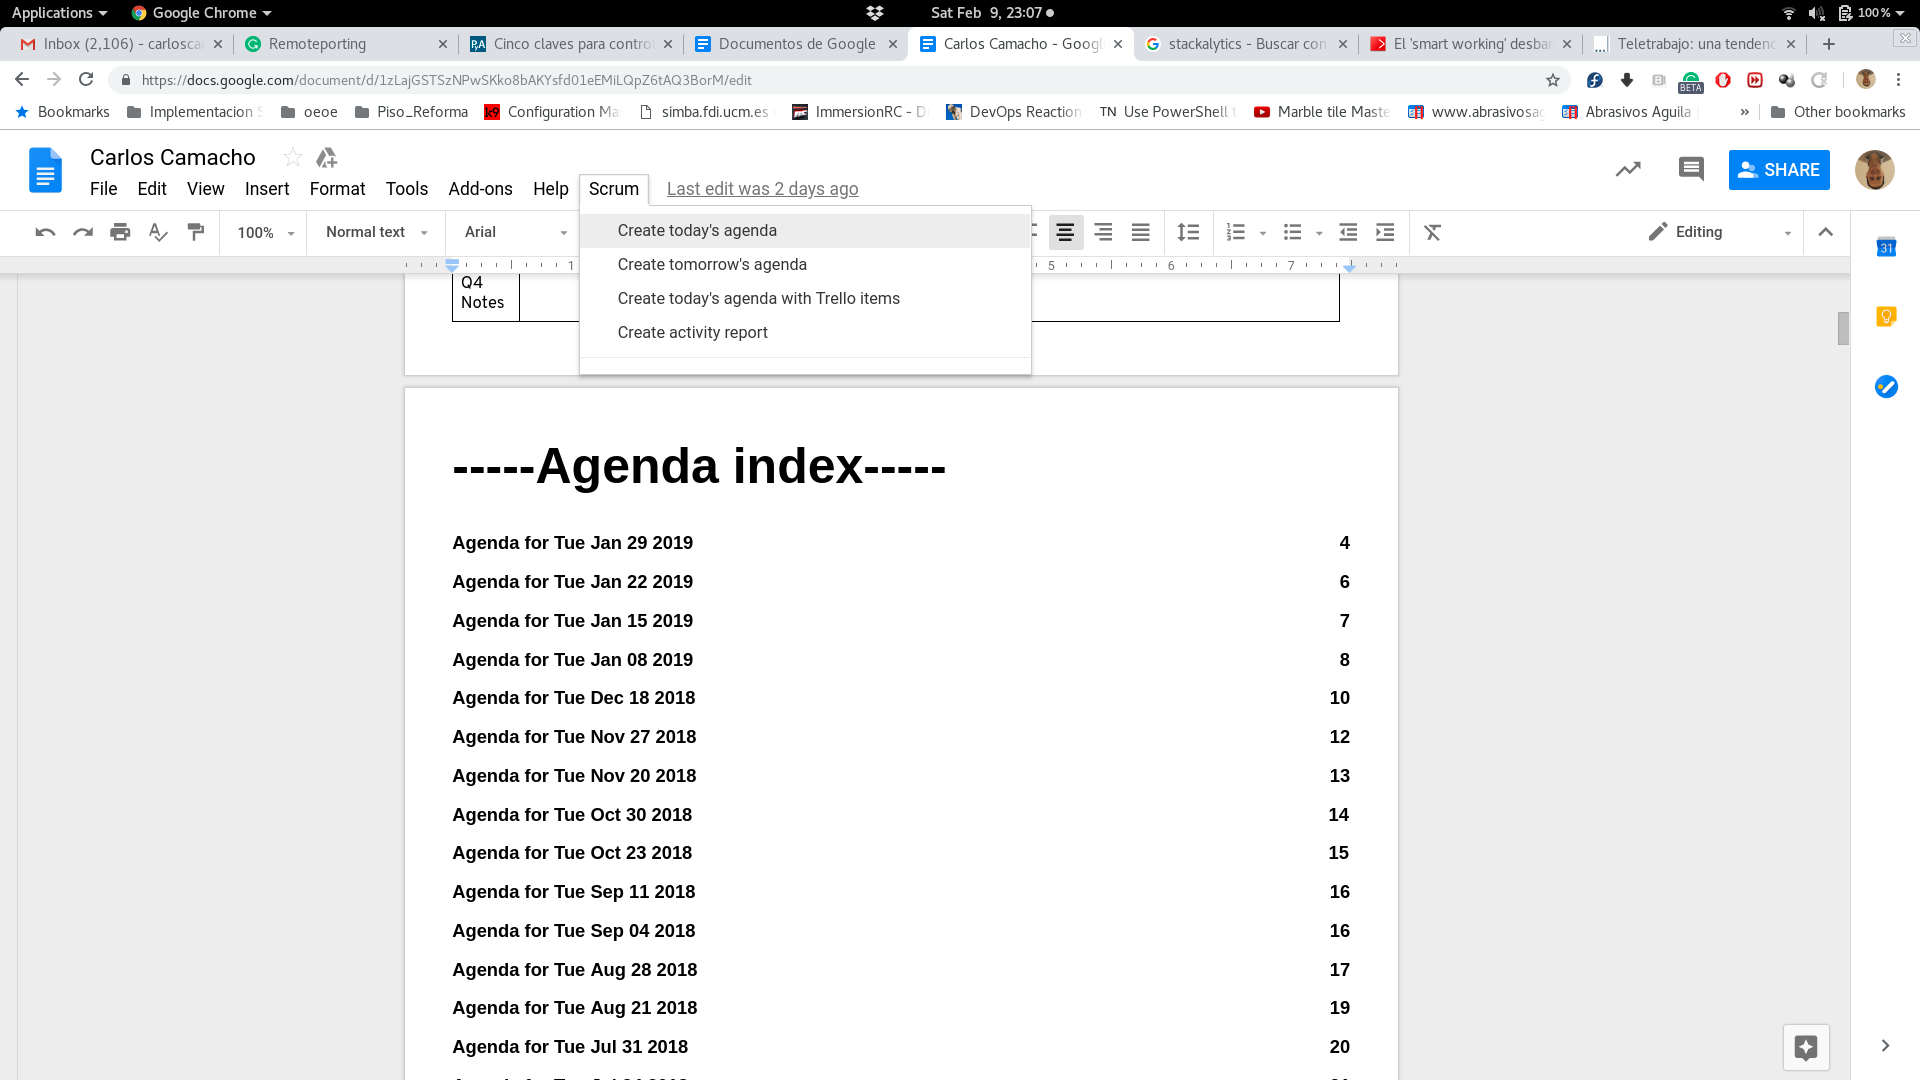 Applications Google Chrome Sat Feb 9, 23:07 100%
Inbox (2,106) - carlosca Remoteporting Cinco claves para control Documentos de Google Carlos Camacho - Googl stackalytics - Buscar con El 'smart working' desba Teletrabajo: una tendenc
https://docs.google.com/document/d/1zLajGSTSzNPwSKko8bAKYsfd01eEMiLQpZ6tAQ3BorM/edit BETA
Bookmarks Implementacion oeoe Piso_Reforma Configuration Ma simba.fdi.ucm.es ImmersionRC - D DevOps Reaction TN Use PowerShell Marble tile Maste www.abrasivosag Abrasivos Aguila » Other bookmarks
Carlos Camacho
File Edit View Insert Format Tools Add-ons Help Scrum Last edit was 2 days ago
SHARE
100% Normal text Arial Editing
Create today's agenda
Create tomorrow's agenda
Create today's agenda with Trello items
Create activity report
1 5 6 7
31
Q4
Notes
-----Agenda index-----
Agenda for Tue Jan 29 2019 4
Agenda for Tue Jan 22 2019 6
Agenda for Tue Jan 15 2019 7
Agenda for Tue Jan 08 2019 8
Agenda for Tue Dec 18 2018 10
Agenda for Tue Nov 27 2018 12
Agenda for Tue Nov 20 2018 13
Agenda for Tue Oct 30 2018 14
Agenda for Tue Oct 23 2018 15
Agenda for Tue Sep 11 2018 16
Agenda for Tue Sep 04 2018 16
Agenda for Tue Aug 28 2018 17
Agenda for Tue Aug 21 2018 19
Agenda for Tue Jul 31 2018 20